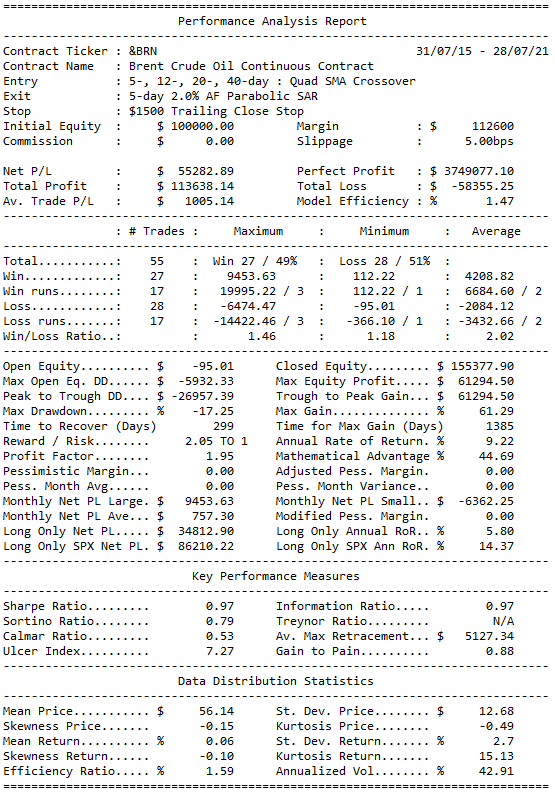 Performance Analysis Report
Contract Ticker : &BRN 31/07/15 - 28/07/21
Contract Name : Brent Crude Oil Continuous Contract
Entry : 5-, 12-, 20-, 40-day : Quad SMA Crossover
Exit : 5-day 2.0% AF Parabolic SAR
Stop : $1500 Trailing Close Stop
Initial Equity : $ 100000.00 Margin : $ 112600
Commission : $ 0.00 Slippage : 5.00bps
Net P/L : $ 55282.89 Perfect Profit : $ 3749077.10
Total Profit : $ 113638.14 Total Loss : $ -58355.25
Av. Trade P/L : $ 1005.14 Model Efficiency : % 1.47
: # Trades : Maximum : Minimum : Average
Total...........: 55 : Win 27 / 49% : Loss 28 / 51% :
Win.............: 27 : 9453.63 : 112.22 : 4208.82
Win runs........: 17 : 19995.22 / 3 : 112.22 / 1 : 6684.60 / 2
Loss............: 28 : -6474.47 : -95.01 : -2084.12
Loss runs.......: 17 : -14422.46 / 3 : -366.10 / 1 : -3432.66 / 2
Win/Loss Ratio..: : 1.46 : 1.18 : 2.02
Open Equity.......... $ -95.01 Closed Equity......... $ 155377.90
Max Open Eq. DD...... $ -5932.33 Max Equity Profit..... $ 61294.50
Peak to Trough DD.... $ -26957.39 Trough to Peak Gain... $ 61294.50
Max Drawdown......... % -17.25 Max Gain.............. % 61.29
Time to Recover (Days) 299 Time for Max Gain (Days) 1385
Reward / Risk........ 2.05 TO 1 Annual Rate of Return. % 9.22
Profit Factor........ 1.95 Mathematical Advantage % 44.69
Pessimistic Margin... 0.00 Adjusted Pess. Margin. 0.00
Pess. Month Avg...... 0.00 Pess. Month Variance.. 0.00
Monthly Net PL Large. $ 9453.63 Monthly Net PL Small.. $ -6362.25
Monthly Net PL Ave... $ 757.30 Modified Pess. Margin. 0.00
Long Only Net PL..... $ 34812.90 Long Only Annual RoR.. % 5.80
Long Only SPX Net PL. $ 86210.22 Long Only SPX Ann RoR. % 14.37
Key Performance Measures
Sharpe Ratio......... 0.97 Information Ratio..... 0.97
Sortino Ratio........ 0.79 Treynor Ratio......... N/A
Calmar Ratio......... 0.53 Av. Max Retracement... $ 5127.34
Ulcer Index.......... 7.27 Gain to Pain.......... 0.88
Data Distribution Statistics
Mean Price........... $ 56.14 St. Dev. Price........ $ 12.68
Skewness Price....... -0.15 Kurtosis Price........ -0.49
Mean Return.......... % 0.06 St. Dev. Return....... % 2.7
Skewness Return...... -0.10 Kurtosis Return....... 15.13
Efficiency Ratio..... % 1.59 Annualized Vol........ % 42.91